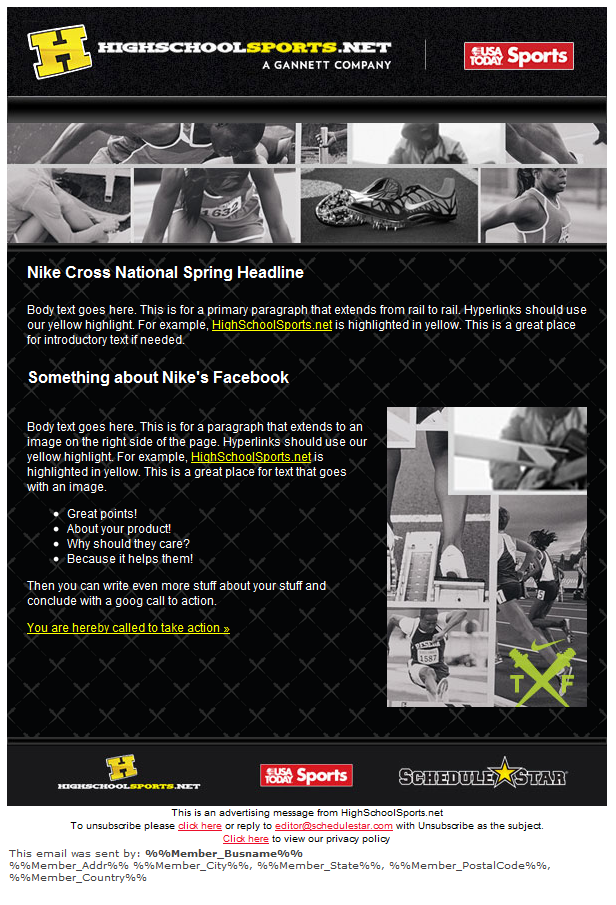 H HIGHSCHOOLSPORTS.NET
A GANNETT COMPANY
USA TODAY Sports
1632
Nike Cross National Spring Headline
Body text goes here. This is for a primary paragraph that extends from rail to rail. Hyperlinks should use
our yellow highlight. For example, HighSchoolSports.net is highlighted in yellow. This is a great place
for introductory text if needed.
Something about Nike's Facebook
Body text goes here. This is for a paragraph that extends to an
image on the right side of the page. Hyperlinks should use our
yellow highlight. For example, HighSchoolSports.net is
highlighted in yellow. This is a great place for text that goes
with an image.
• Great points!
• About your product!
• Why should they care?
• Because it helps them!
Then you can write even more stuff about your stuff and
conclude with a goog call to action.
You are hereby called to take action »
1587
T F
H
HIGHSCHOOLSPORTS.NET
USA TODAY Sports
SCHEDULE STAR
This is an advertising message from HighSchoolSports.net
To unsubscribe please click here or reply to editor@schedulestar.com with Unsubscribe as the subject.
Click here to view our privacy policy
This email was sent by: %%Member_Busname%%
%%Member_Addr%% %%Member_City%%, %%Member_State%%, %%Member_PostalCode%%,
%%Member_Country%%